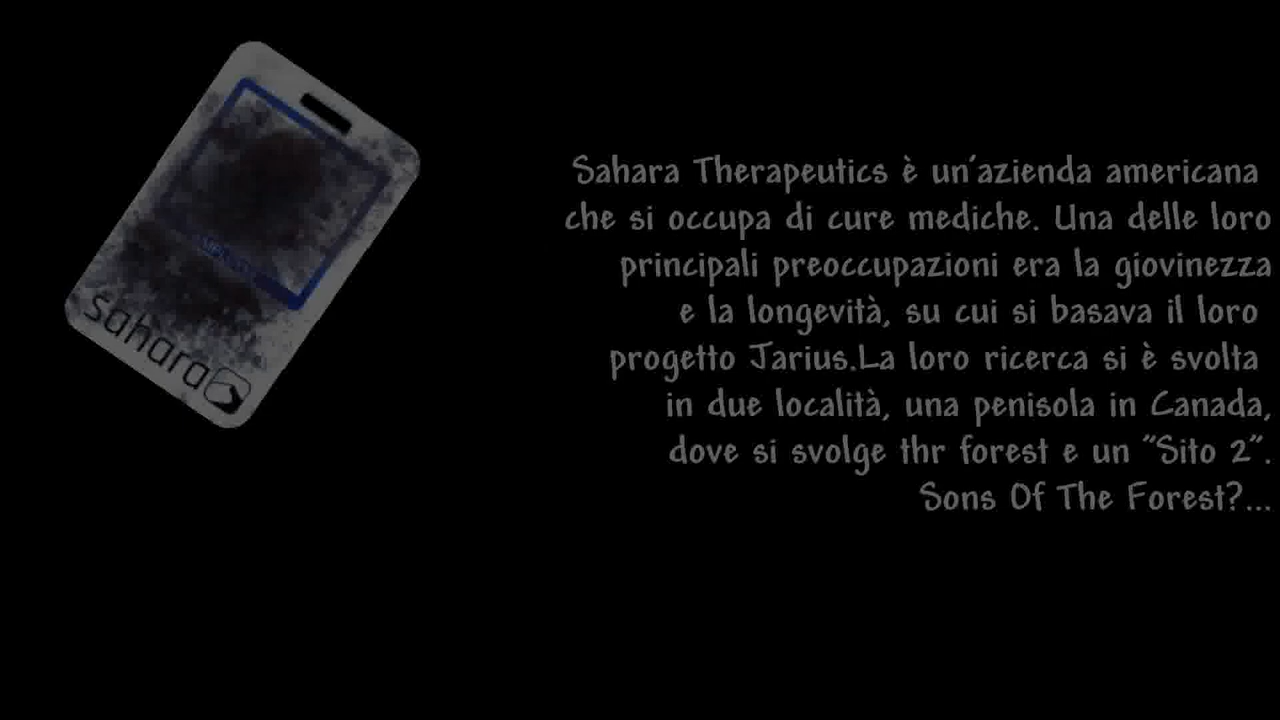 sahara
Sahara Therapeutics è un'azienda americana
che si occupa di cure mediche. Una delle loro
principali preoccupazioni era la giovinezza
e la longevità, su cui si basava il loro
progetto Jarius.La loro ricerca si è svolta
in due località, una penisola in Canada,
dove si svolge thr forest e un "Sito 2".
Sons Of The Forest?...